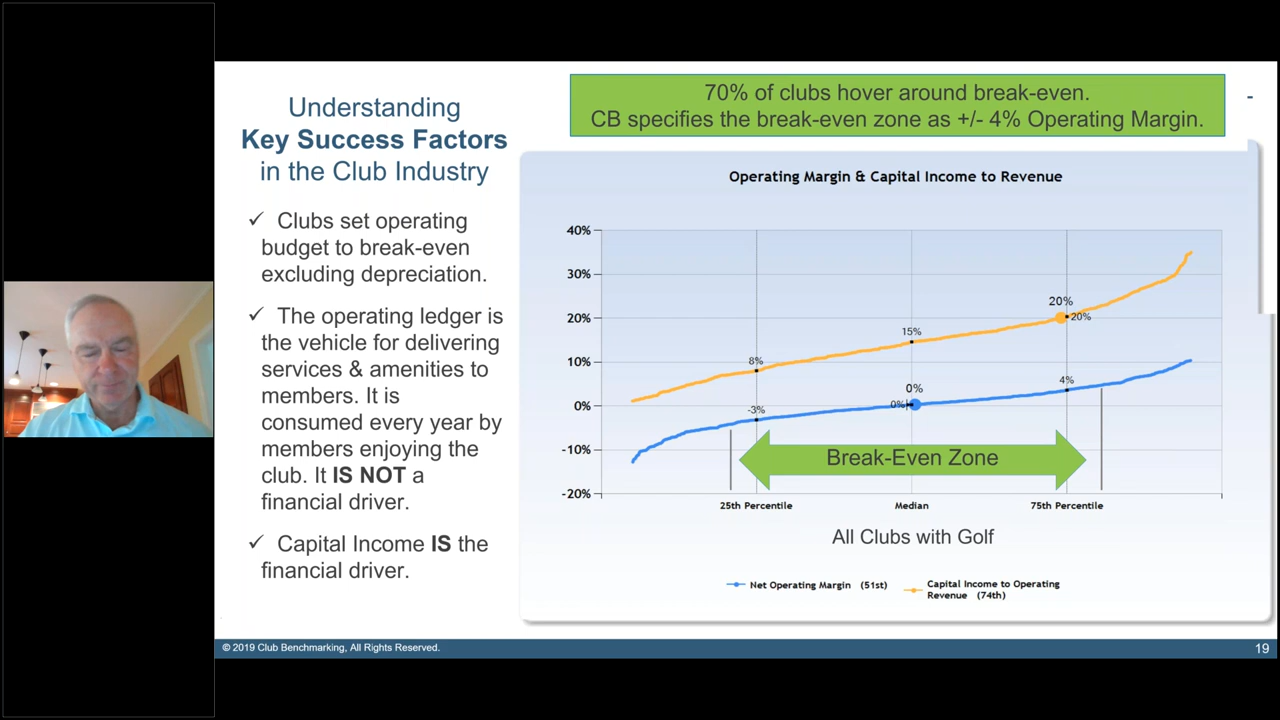 Understanding
Key Success Factors
in the Club Industry
✓ Clubs set operating
budget to break-even
excluding depreciation.
✓ The operating ledger is
the vehicle for delivering
services & amenities to
members. It is
consumed every year by
members enjoying the
club. It IS NOT a
financial driver.
✓ Capital Income IS the
financial driver.
70% of clubs hover around break-even.
CB specifies the break-even zone as +/- 4% Operating Margin.
-
Operating Margin & Capital Income to Revenue
40%
30%
20%
10%
0%
-10%
-20%
8%
15%
20%
20%
-3%
0%
0%
4%
Break-Even Zone
25th Percentile
Median
75th Percentile
All Clubs with Golf
Net Operating Margin (51st)
Capital Income to Operating
Revenue (74th)
© 2019 Club Benchmarking, All Rights Reserved.
19